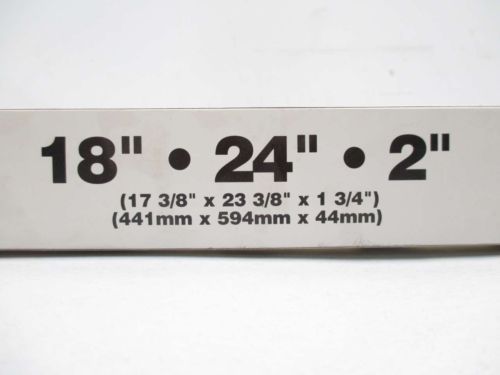 18" • 24" • 2"
(17 3/8" x 23 3/8" x 1 3/4")
(441mm x 594mm x 44mm)